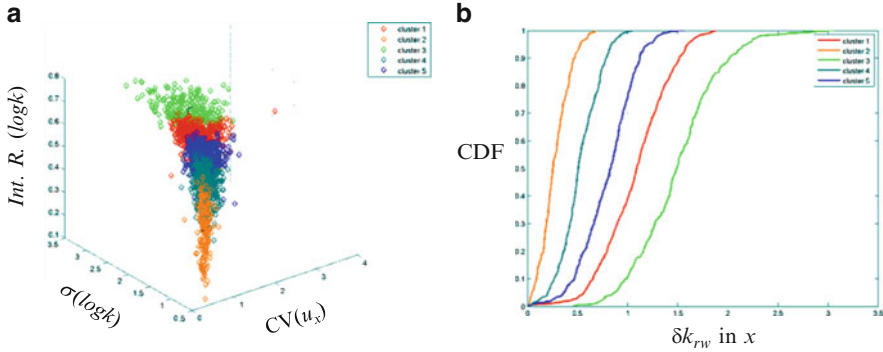 a
cluster 1
cluster 2
cluster 3
cluster 4
cluster 5
Int. R. (logk)
0.8
0.7
0.6
0.5
0.4
0.3
0.2
0.1
3.5
3
2.5
2
1.5
1
0.5
σ(logk)
0
1
2
3
4
CV(uₓ)
b
cluster 1
cluster 2
cluster 3
cluster 4
cluster 5
CDF
1
0.9
0.8
0.7
0.6
0.5
0.4
0.3
0.2
0.1
0
0
0.5
1
1.5
2
2.5
3
3.5
δk_rw in x